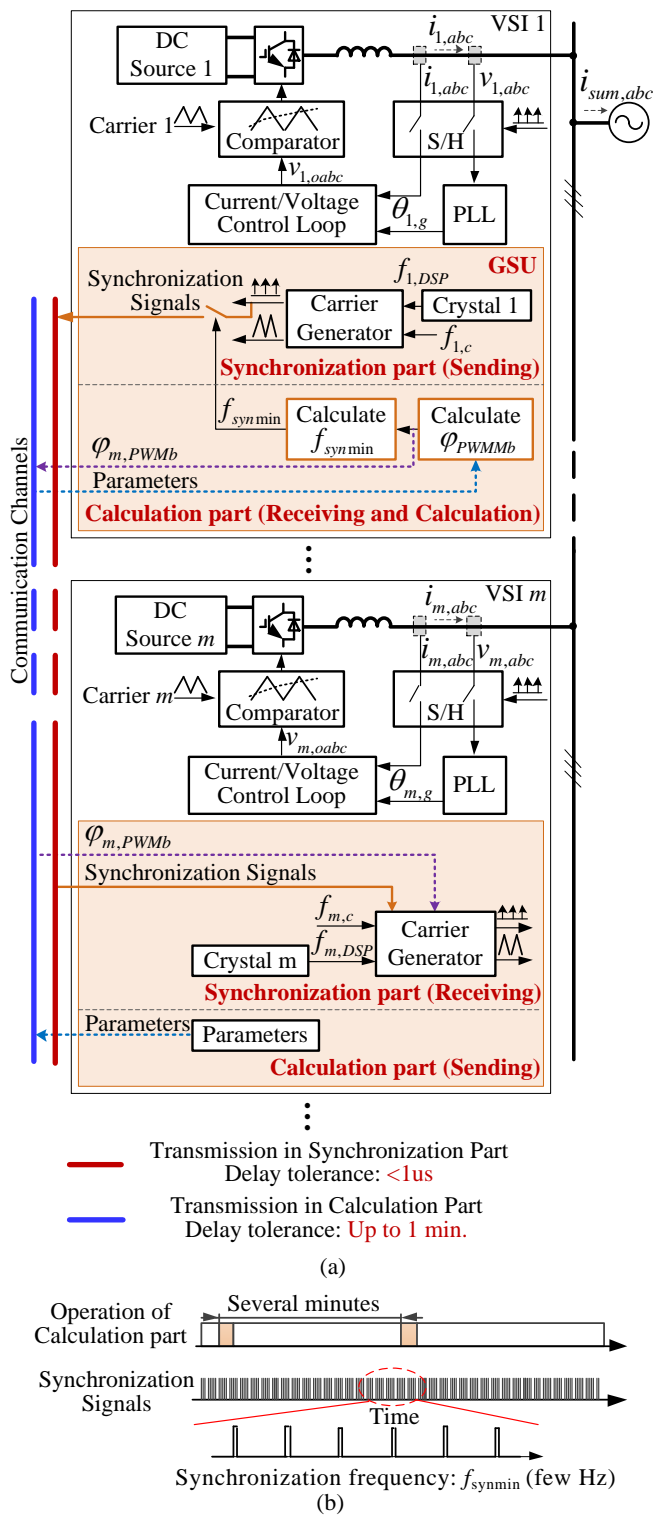 VSI 1
DC
Source 1
i1,abc
i1,abc
v1,abc
isum,abc
Carrier 1
Comparator
S/H
v1,oabc
Current/Voltage
Control Loop
θ1,g
PLL
GSU
Synchronization
Signals
Carrier
Generator
f1,DSP
Crystal 1
f1,c
Synchronization part (Sending)
fsynmin
Calculate
fsynmin
Calculate
φPWMMb
φm,PWMb
Parameters
Calculation part (Receiving and Calculation)
Communication Channels
VSI m
DC
Source m
im,abc
im,abc
vm,abc
Carrier m
Comparator
S/H
vm,oabc
Current/Voltage
Control Loop
θm,g
PLL
φm,PWMb
Synchronization Signals
fm,c
fm,DSP
Crystal m
Carrier
Generator
Synchronization part (Receiving)
Parameters
Parameters
Calculation part (Sending)
Transmission in Synchronization Part
Delay tolerance: <1us
Transmission in Calculation Part
Delay tolerance: Up to 1 min.
(a)
Operation of
Calculation part
Several minutes
Synchronization
Signals
Time
Synchronization frequency: fsynmin (few Hz)
(b)